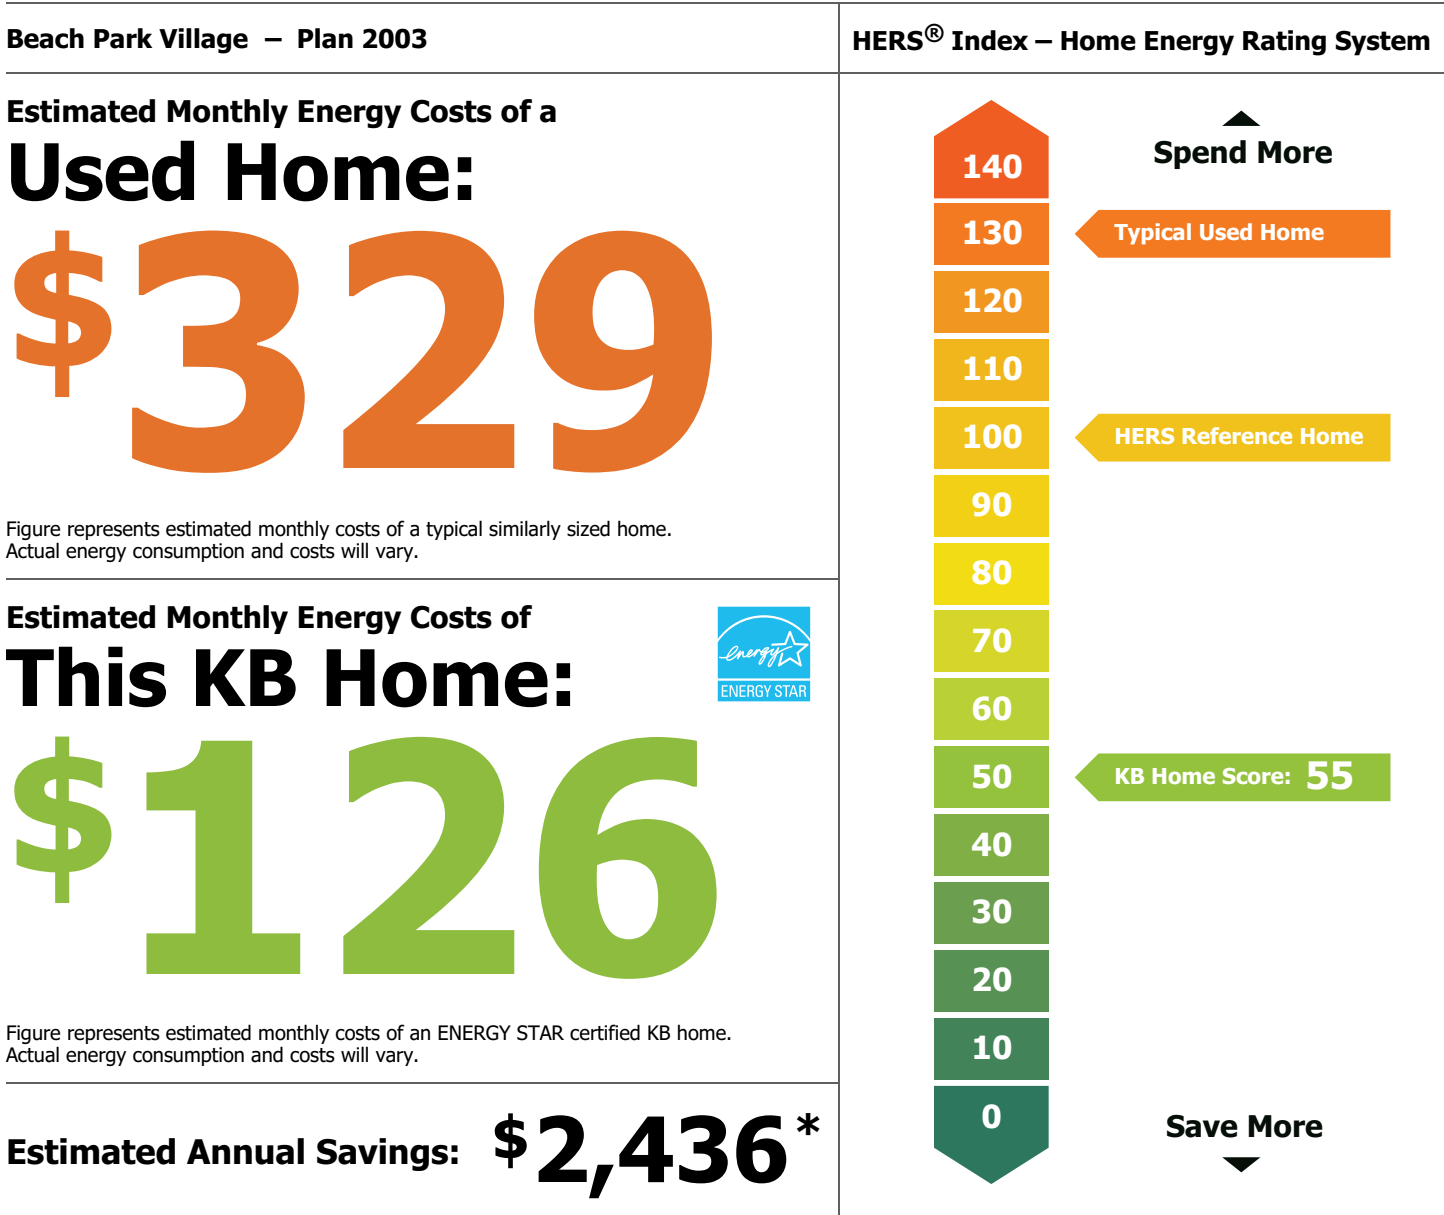 Beach Park Village – Plan 2003
Estimated Monthly Energy Costs of a
Used Home:
$329
Figure represents estimated monthly costs of a typical similarly sized home.
Actual energy consumption and costs will vary.
Estimated Monthly Energy Costs of
This KB Home:
energy
ENERGY STAR
$126
Figure represents estimated monthly costs of an ENERGY STAR certified KB home.
Actual energy consumption and costs will vary.
Estimated Annual Savings: $2,436*
HERS® Index – Home Energy Rating System
Spend More
140
130 Typical Used Home
120
110
100 HERS Reference Home
90
80
70
60
50 KB Home Score: 55
40
30
20
10
0
Save More